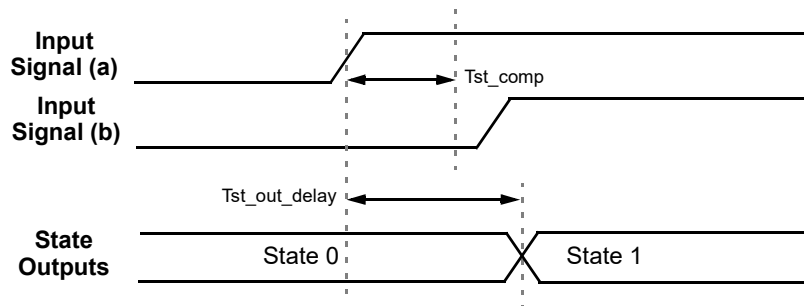 Input
Signal (a)
Tst_comp
Input
Signal (b)
Tst_out_delay
State
Outputs
State 0
State 1